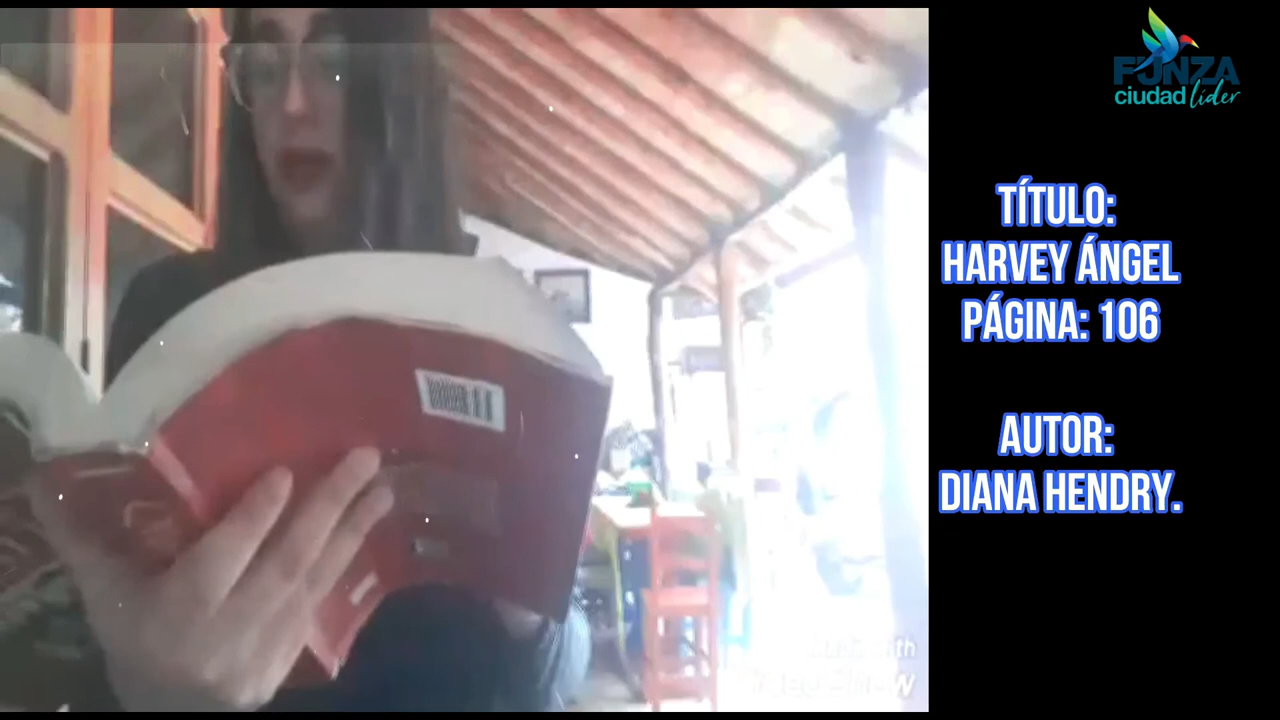 FUNZA
ciudad líder
TÍTULO:
HARVEY ÁNGEL
PÁGINA: 106
AUTOR:
DIANA HENDRY.